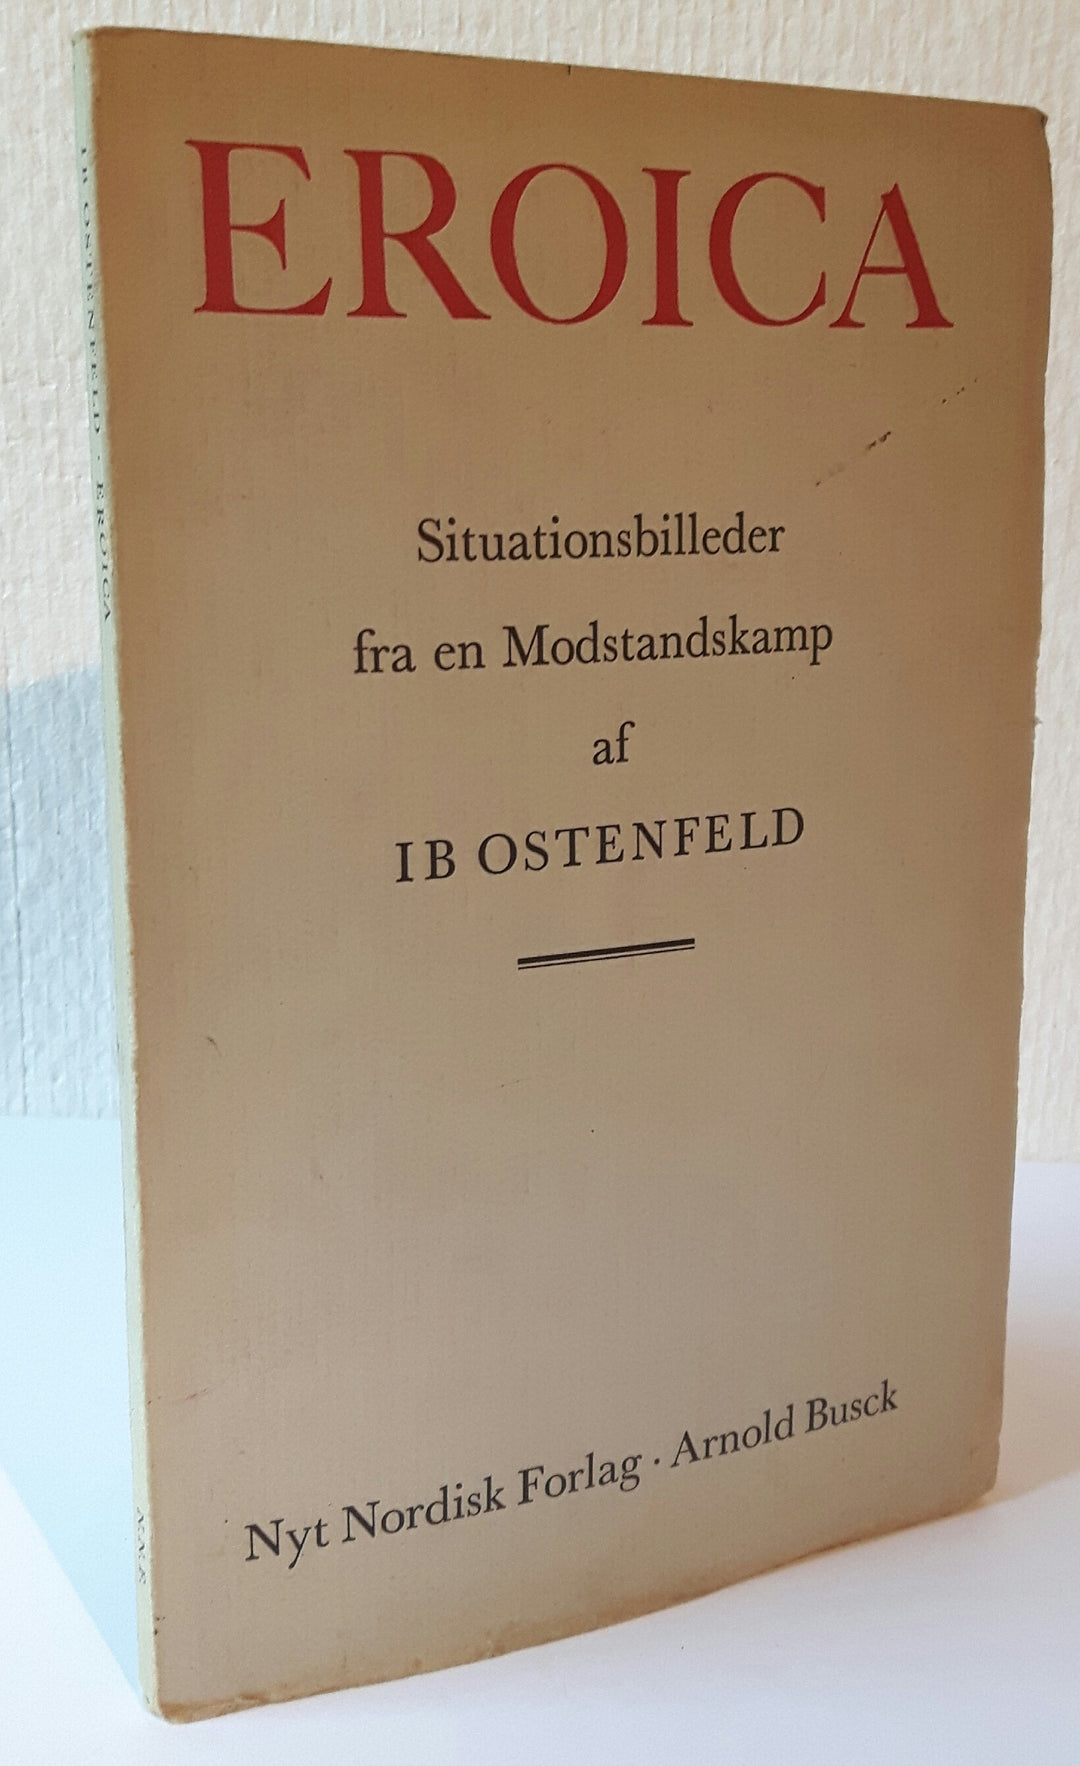 EROICA
Situationsbilleder
fra en Modstandskamp
af
IB OSTENFELD
Nyt Nordisk Forlag · Arnold Busck
IB OSTENFELD · EROICA